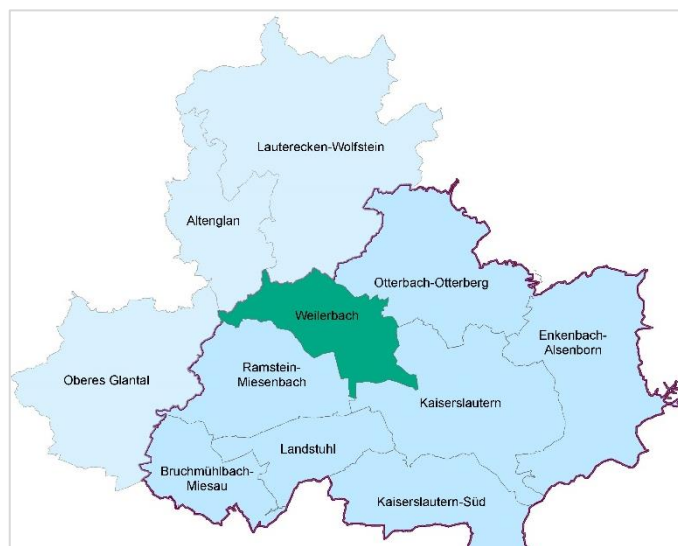 Lauterecken-Wolfstein
Altenglan
Otterbach-Otterberg
Weilerbach
Enkenbach-
Alsenborn
Ramstein-
Miesenbach
Oberes Glantal
Kaiserslautern
Landstuhl
Bruchmühlbach-
Miesau
Kaiserslautern-Süd